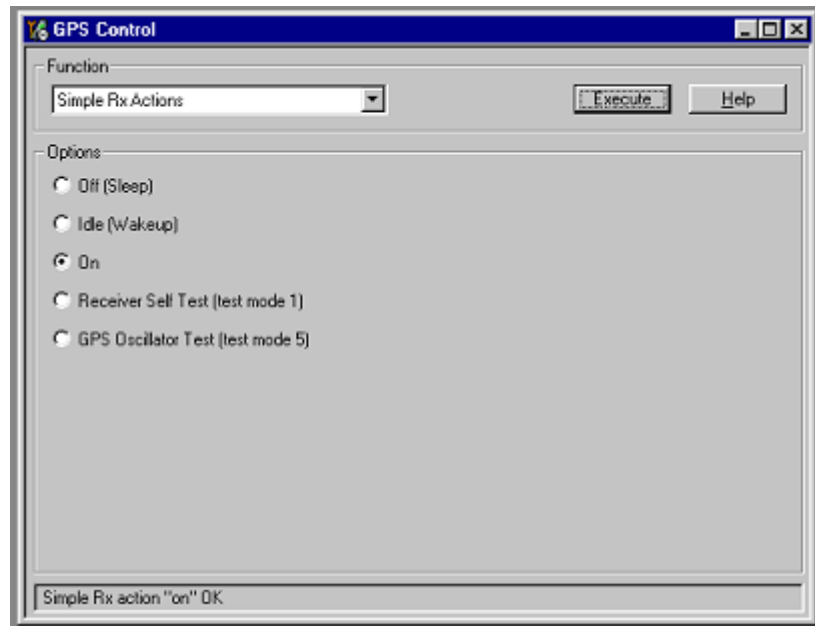 GPS Control
Function
Simple Rx Actions
Execute
Help
Options
Off (Sleep)
Idle (Wakeup)
On
Receiver Self Test (test mode 1)
GPS Oscillator Test (test mode 5)
Simple Rx action "on" OK